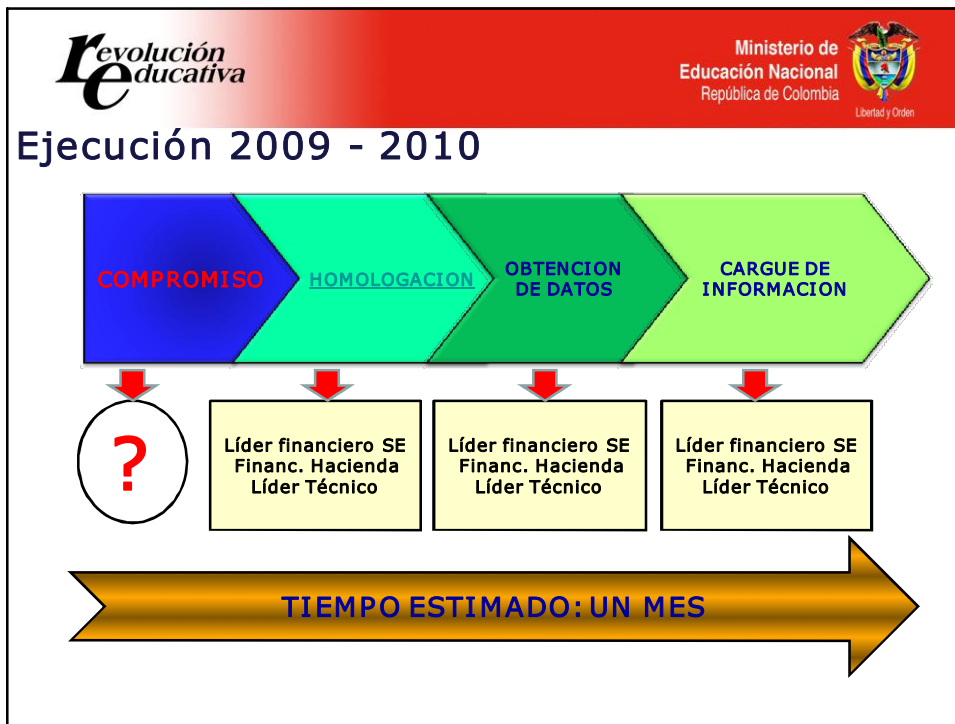 revolución
educativa
Ministerio de
Educación Nacional
República de Colombia
Libertad y Orden
Ejecución 2009 - 2010
COMPROMISO
HOMOLOGACION
OBTENCION
DE DATOS
CARGUE DE
INFORMACION
?
Líder financiero SE
Financ. Hacienda
Líder Técnico
Líder financiero SE
Financ. Hacienda
Líder Técnico
Líder financiero SE
Financ. Hacienda
Líder Técnico
TIEMPO ESTIMADO: UN MES